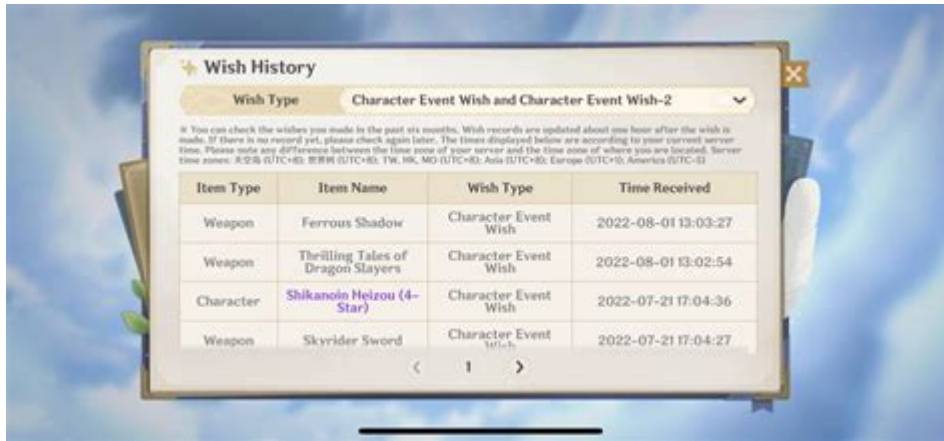 Wish History
Wish Type Character Event Wish and Character Event Wish-2
※ You can check the wishes you made in the past six months. Wish records are updated about one hour after the wish is
made. If there is no record yet, please check again later. The times displayed below are according to your current server
time. Please note any difference between the time zone of your server and the time zone of where you are located. Server
time zones: 天空岛 (UTC+8); 世界树 (UTC+8); TW, HK, MO (UTC+8); Asia (UTC+8); Europe (UTC+1); America (UTC-5)
Item Type Item Name Wish Type Time Received
Weapon Ferrous Shadow Character Event Wish 2022-08-01 13:03:27
Weapon Thrilling Tales of Dragon Slayers Character Event Wish 2022-08-01 13:02:54
Character Shikanoin Heizou (4-Star) Character Event Wish 2022-07-21 17:04:36
Weapon Skyrider Sword Character Event Wish 2022-07-21 17:04:27
1